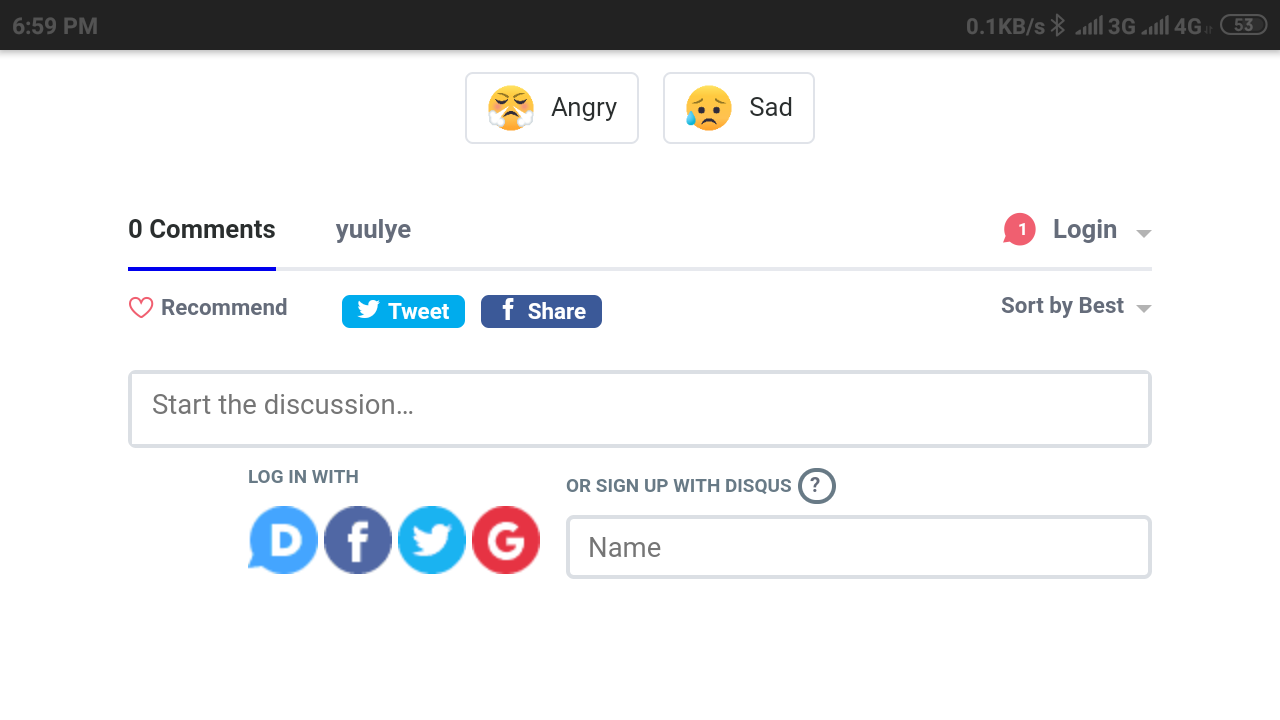 6:59 PM 0.1KB/s 3G 4G 53
Angry Sad
0 Comments yuulye 1 Login
Recommend Tweet f Share Sort by Best
Start the discussion…
LOG IN WITH
OR SIGN UP WITH DISQUS ?
D f G
Name